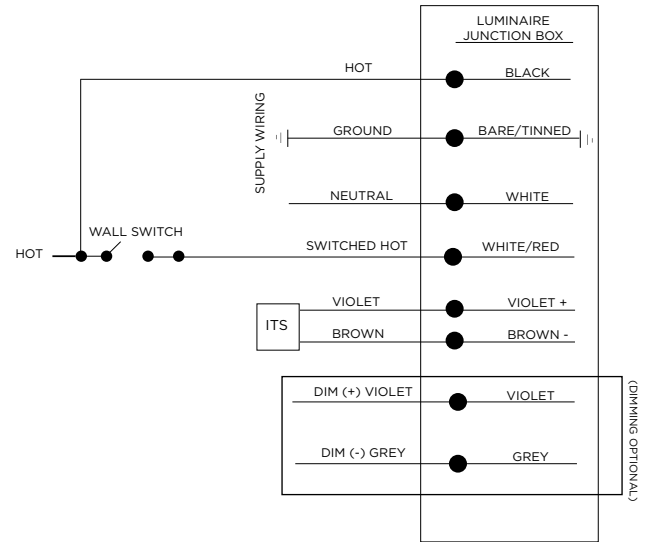 LUMINAIRE
JUNCTION BOX
HOT
BLACK
SUPPLY WIRING
GROUND
BARE/TINNED
NEUTRAL
WHITE
WALL SWITCH
HOT
SWITCHED HOT
WHITE/RED
ITS
VIOLET
VIOLET +
BROWN
BROWN -
DIM (+) VIOLET
VIOLET
DIM (-) GREY
GREY
(DIMMING OPTIONAL)